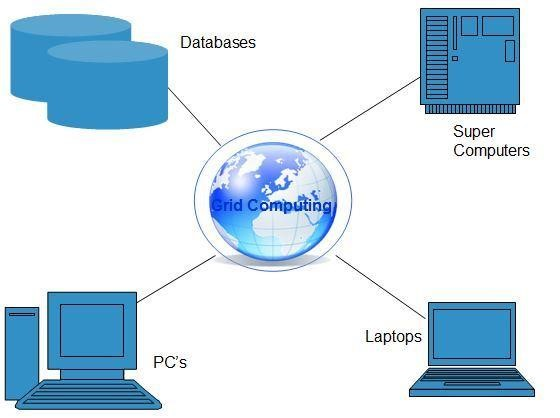 Databases
Super
Computers
Grid Computing
Laptops
PC's